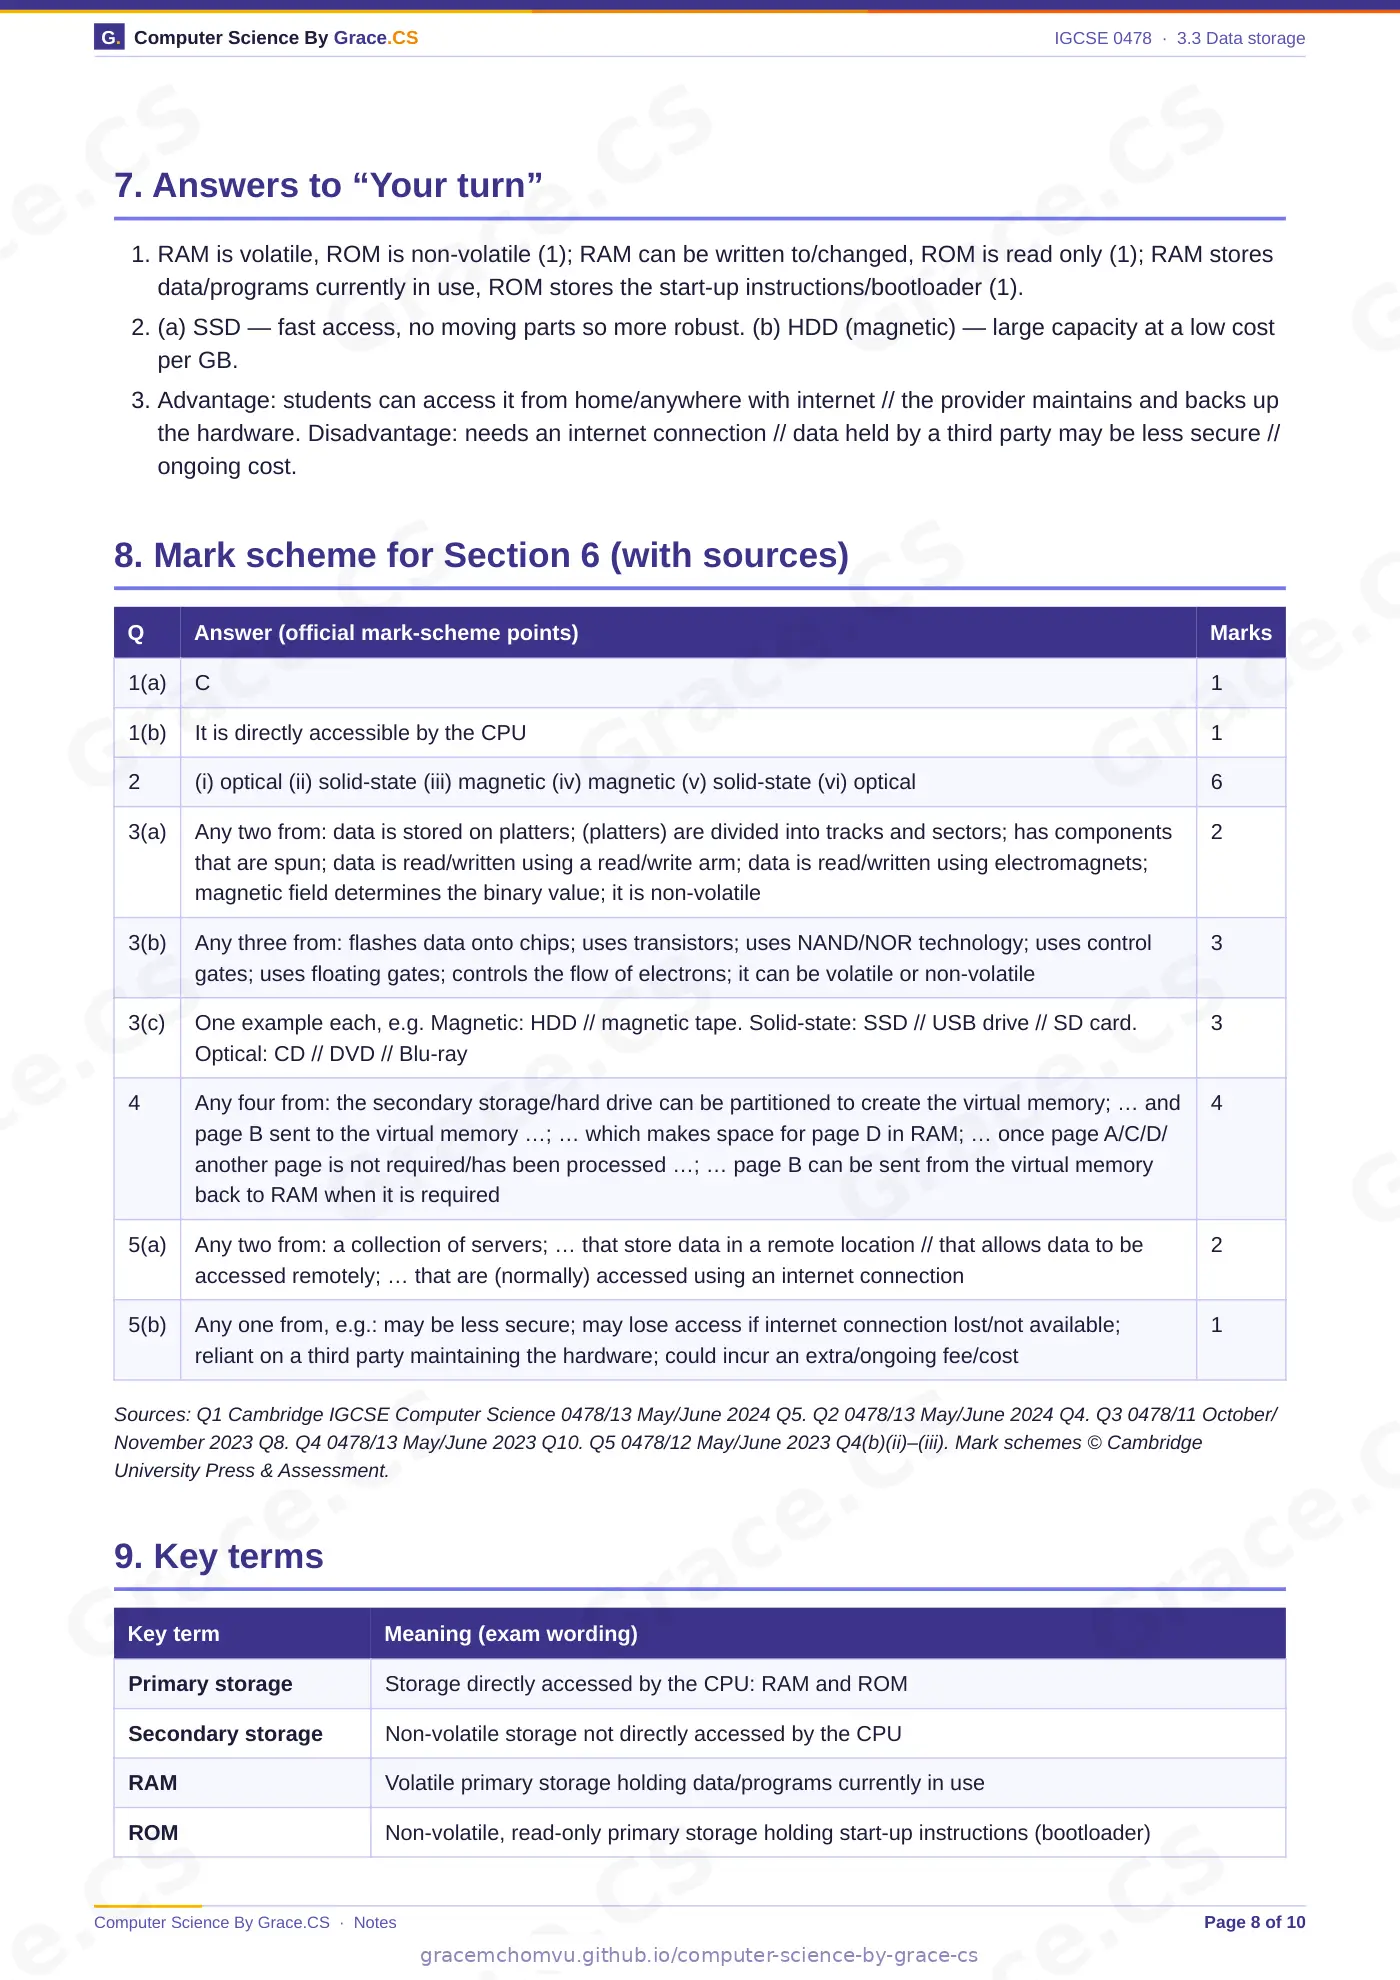 G. Computer Science By Grace.CS
IGCSE 0478 · 3.3 Data storage
7. Answers to “Your turn”
1. RAM is volatile, ROM is non-volatile (1); RAM can be written to/changed, ROM is read only (1); RAM stores
data/programs currently in use, ROM stores the start-up instructions/bootloader (1).
2. (a) SSD — fast access, no moving parts so more robust. (b) HDD (magnetic) — large capacity at a low cost
per GB.
3. Advantage: students can access it from home/anywhere with internet // the provider maintains and backs up
the hardware. Disadvantage: needs an internet connection // data held by a third party may be less secure //
ongoing cost.
8. Mark scheme for Section 6 (with sources)
Q Answer (official mark-scheme points) Marks
1(a) C 1
1(b) It is directly accessible by the CPU 1
2 (i) optical (ii) solid-state (iii) magnetic (iv) magnetic (v) solid-state (vi) optical 6
3(a) Any two from: data is stored on platters; (platters) are divided into tracks and sectors; has components 2
that are spun; data is read/written using a read/write arm; data is read/written using electromagnets;
magnetic field determines the binary value; it is non-volatile
3(b) Any three from: flashes data onto chips; uses transistors; uses NAND/NOR technology; uses control 3
gates; uses floating gates; controls the flow of electrons; it can be volatile or non-volatile
3(c) One example each, e.g. Magnetic: HDD // magnetic tape. Solid-state: SSD // USB drive // SD card. 3
Optical: CD // DVD // Blu-ray
4 Any four from: the secondary storage/hard drive can be partitioned to create the virtual memory; … and 4
page B sent to the virtual memory …; … which makes space for page D in RAM; … once page A/C/D/
another page is not required/has been processed …; … page B can be sent from the virtual memory
back to RAM when it is required
5(a) Any two from: a collection of servers; … that store data in a remote location // that allows data to be 2
accessed remotely; … that are (normally) accessed using an internet connection
5(b) Any one from, e.g.: may be less secure; may lose access if internet connection lost/not available; 1
reliant on a third party maintaining the hardware; could incur an extra/ongoing fee/cost
Sources: Q1 Cambridge IGCSE Computer Science 0478/13 May/June 2024 Q5. Q2 0478/13 May/June 2024 Q4. Q3 0478/11 October/
November 2023 Q8. Q4 0478/13 May/June 2023 Q10. Q5 0478/12 May/June 2023 Q4(b)(ii)–(iii). Mark schemes © Cambridge
University Press & Assessment.
9. Key terms
Key term Meaning (exam wording)
Primary storage Storage directly accessed by the CPU: RAM and ROM
Secondary storage Non-volatile storage not directly accessed by the CPU
RAM Volatile primary storage holding data/programs currently in use
ROM Non-volatile, read-only primary storage holding start-up instructions (bootloader)
Computer Science By Grace.CS · Notes
Page 8 of 10
gracemchomvu.github.io/computer-science-by-grace-cs